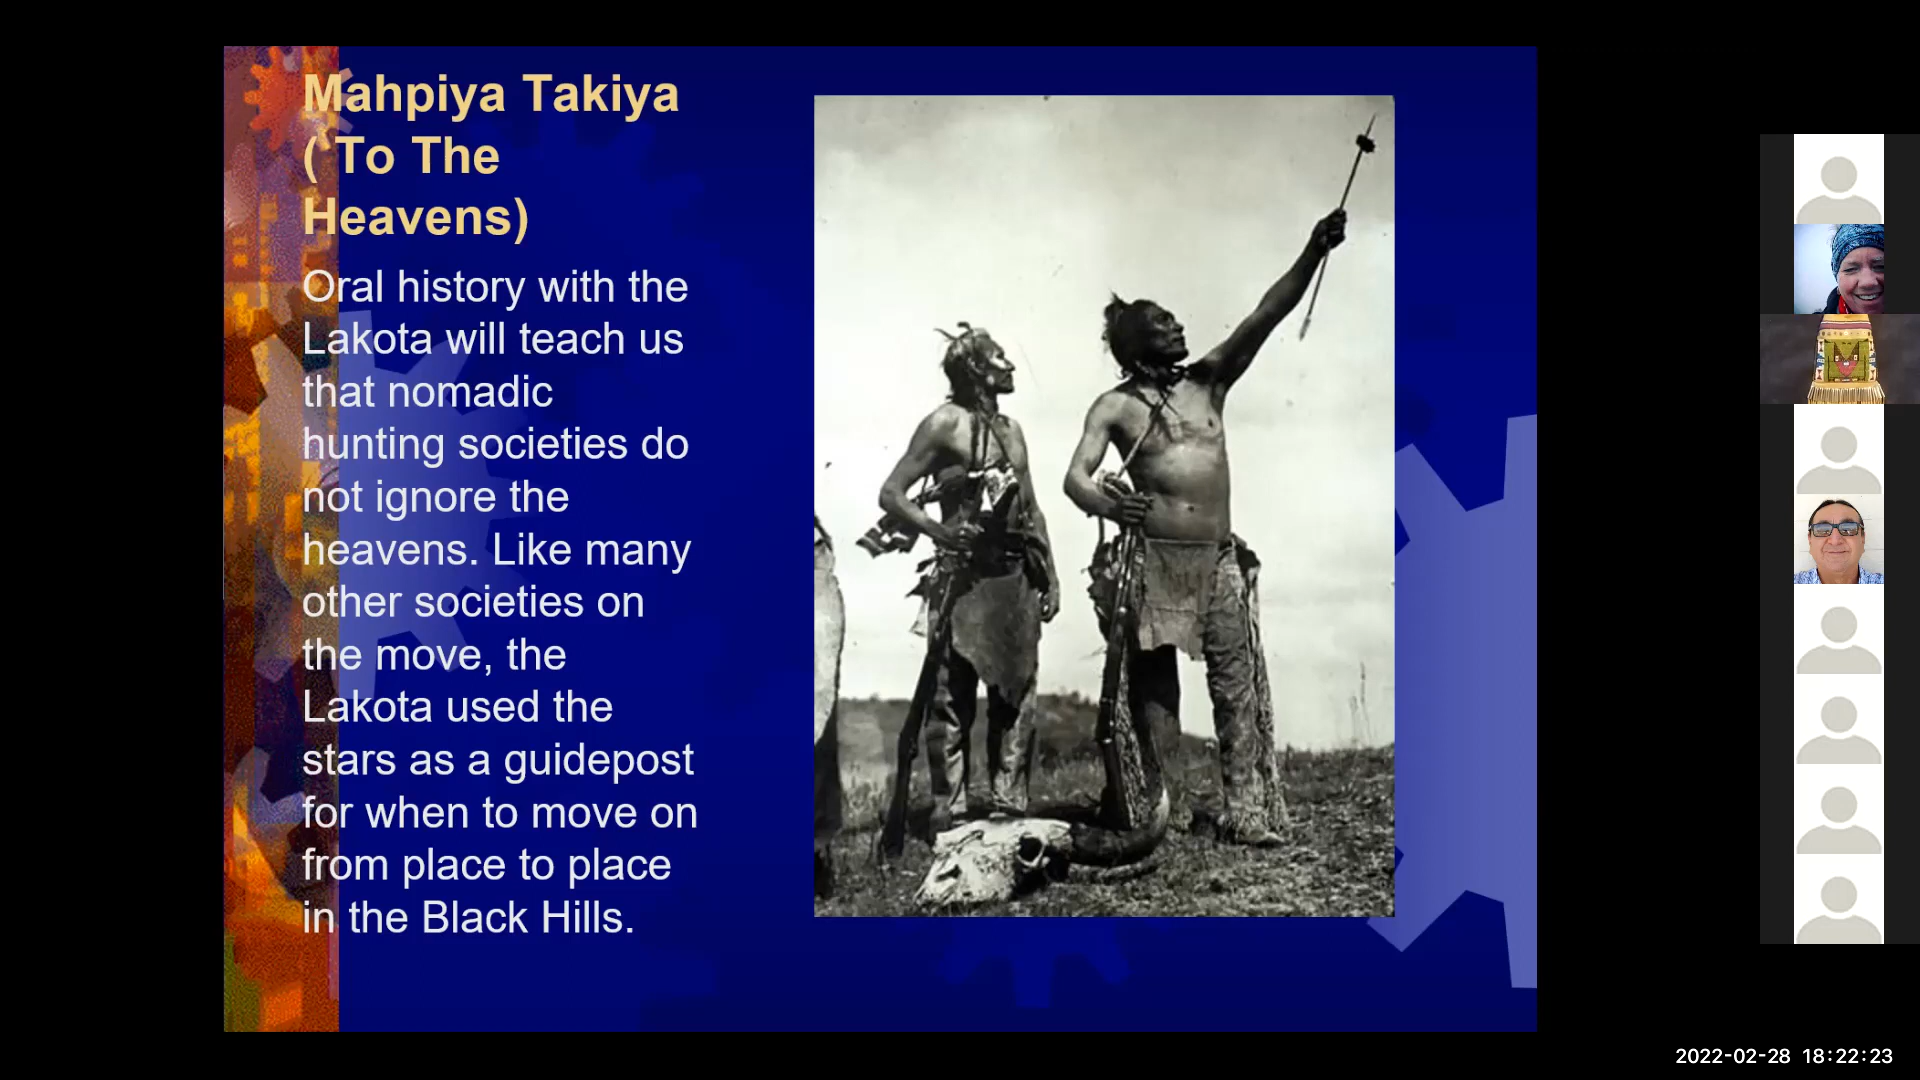 Mahpiya Takiya
( To The
Heavens)
Oral history with the
Lakota will teach us
that nomadic
hunting societies do
not ignore the
heavens. Like many
other societies on
the move, the
Lakota used the
stars as a guidepost
for when to move on
from place to place
in the Black Hills.
2022-02-28 18:22:23